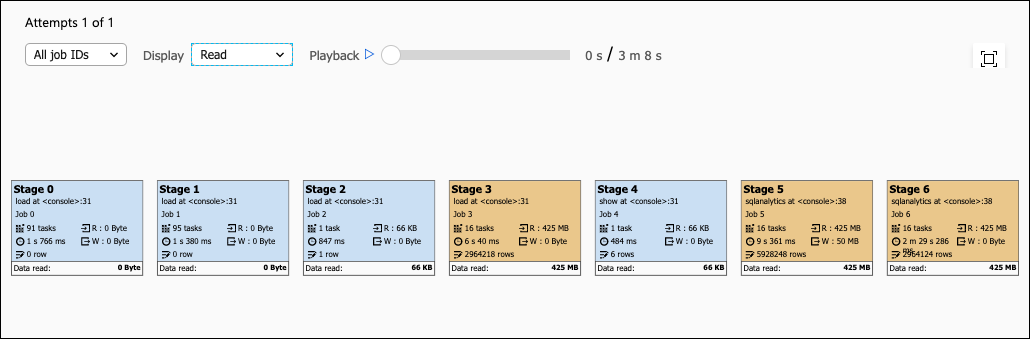 Attempts 1 of 1
All job IDs Display Read Playback 0 s / 3 m 8 s
Stage 0
load at <console>:31
Job 0
91 tasks R : 0 Byte
1 s 766 ms W : 0 Byte
0 row
Data read: 0 Byte
Stage 1
load at <console>:31
Job 1
95 tasks R : 0 Byte
1 s 380 ms W : 0 Byte
0 row
Data read: 0 Byte
Stage 2
load at <console>:31
Job 2
1 task R : 66 KB
847 ms W : 0 Byte
1 row
Data read: 66 KB
Stage 3
load at <console>:31
Job 3
16 tasks R : 425 MB
6 s 40 ms W : 0 Byte
2964218 rows
Data read: 425 MB
Stage 4
show at <console>:31
Job 4
1 task R : 66 KB
484 ms W : 0 Byte
6 rows
Data read: 66 KB
Stage 5
sqlanalytics at <console>:38
Job 5
16 tasks R : 425 MB
9 s 361 ms W : 50 MB
5928248 rows
Data read: 425 MB
Stage 6
sqlanalytics at <console>:38
Job 6
16 tasks R : 425 MB
2 m 29 s 286 ms W : 0 Byte
2964124 rows
Data read: 425 MB